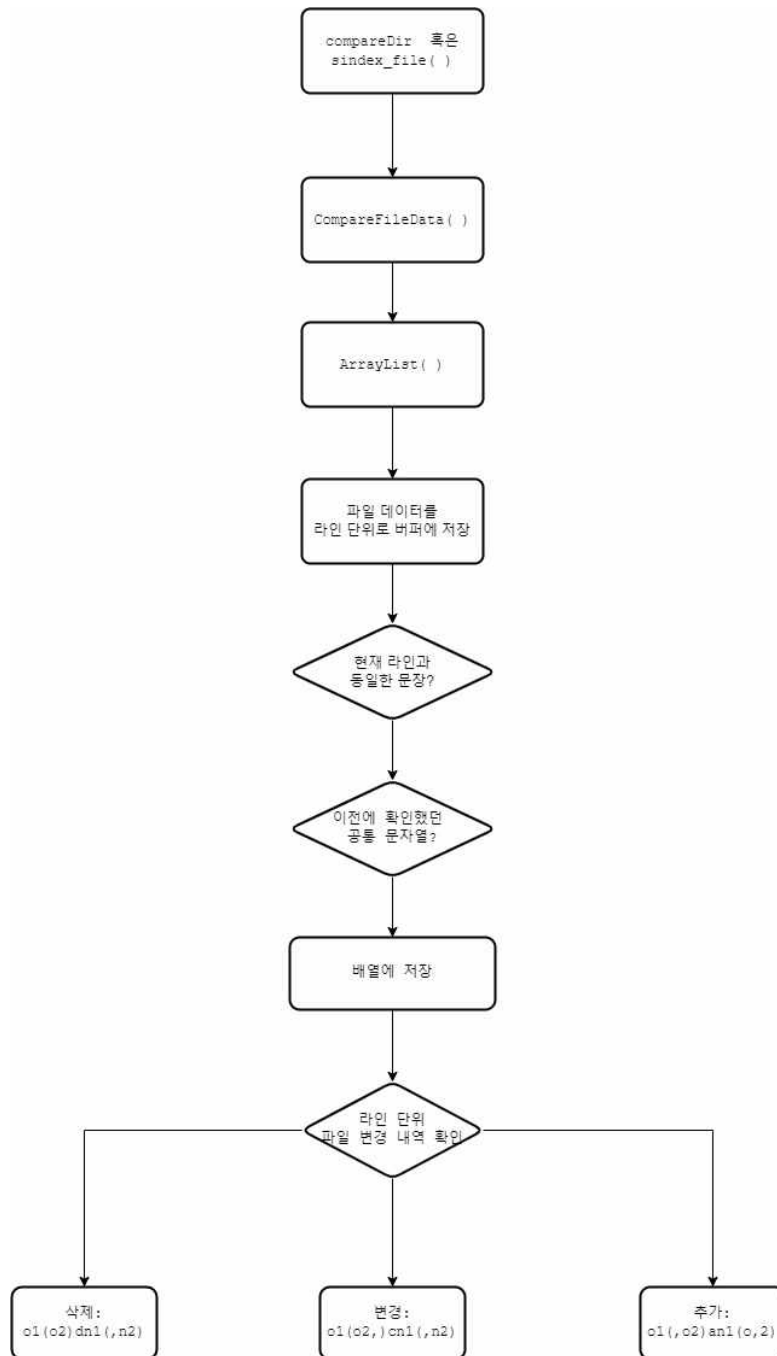 compareDir 혹은
sindex_file( )
CompareFileData( )
ArrayList( )
파일 데이터를
라인 단위로 버퍼에 저장
현재 라인과
동일한 문장?
이전에 확인했던
공통 문자열?
배열에 저장
라인 단위
파일 변경 내역 확인
삭제:
o1(o2)dn1(,n2)
변경:
o1(o2,)cn1(,n2)
추가:
o1(,o2)an1(o,2)